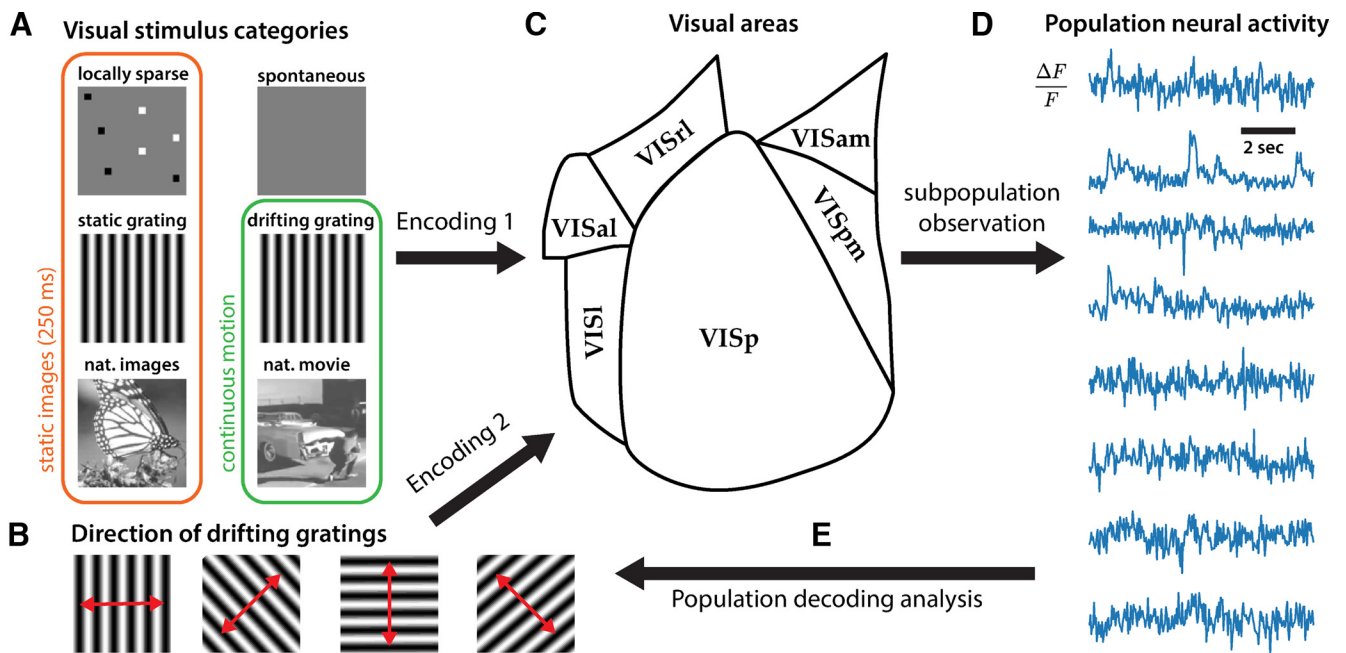 A
Visual stimulus categories
locally sparse
spontaneous
static grating
drifting grating
nat. images
nat. movie
static images (250 ms)
continuous motion
Encoding 1
Encoding 2
B
Direction of drifting gratings
C
Visual areas
VISrl
VISam
VISal
VISpm
VISl
VISp
subpopulation
observation
D
Population neural activity
ΔF
F
2 sec
E
Population decoding analysis